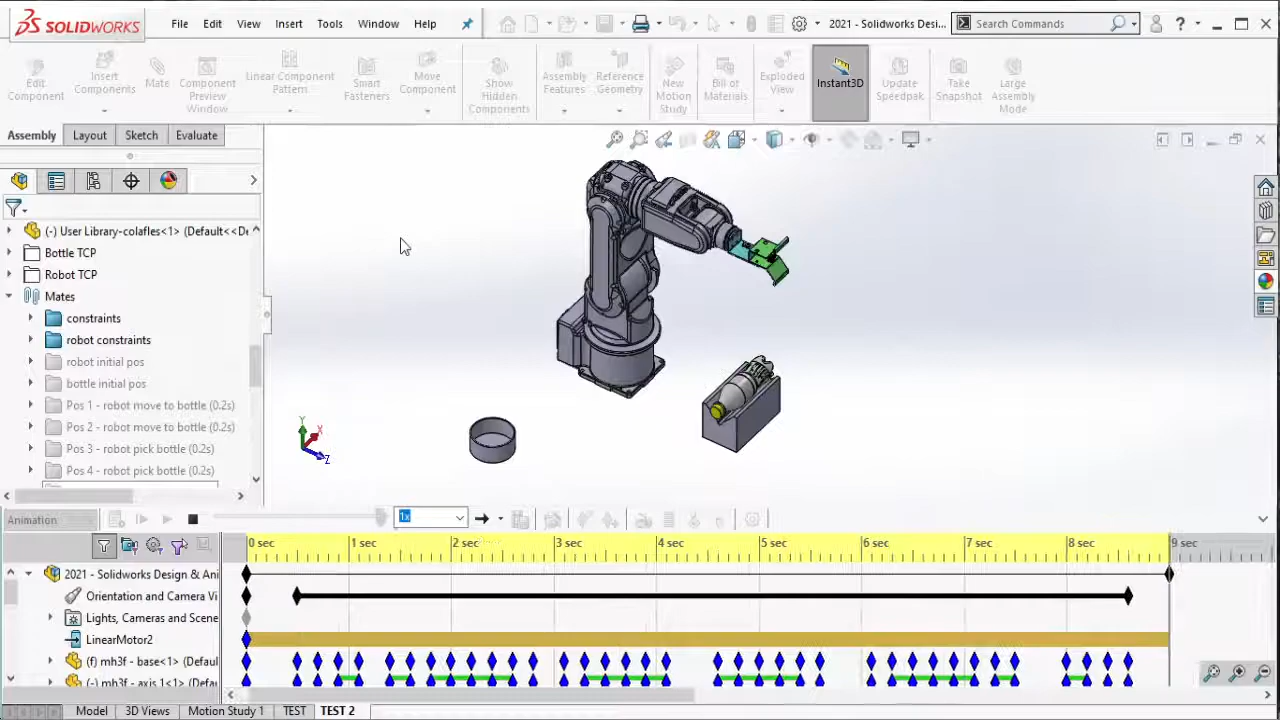 SOLIDWORKS
File Edit View Insert Tools Window Help
2021 - Solidworks Desi...
Search Commands
Edit Component
Insert Components
Mate
Component Preview Window
Linear Component Pattern
Smart Fasteners
Move Component
Show Hidden Components
Assembly Features
Reference Geometry
New Motion Study
Bill of Materials
Exploded View
Instant3D
Update Speedpak
Take Snapshot
Large Assembly Mode
Assembly Layout Sketch Evaluate
(-) User Library-colafles<1> (Default<<De
Bottle TCP
Robot TCP
Mates
constraints
robot constraints
robot initial pos
bottle initial pos
Pos 1 - robot move to bottle (0.2s)
Pos 2 - robot move to bottle (0.2s)
Pos 3 - robot pick bottle (0.2s)
Pos 4 - robot pick bottle (0.2s)
Y
X
Z
Animation
1x
0 sec 1 sec 2 sec 3 sec 4 sec 5 sec 6 sec 7 sec 8 sec 9 sec
2021 - Solidworks Design & Ani
Orientation and Camera Vi
Lights, Cameras and Scene
LinearMotor2
(f) mh3f - base<1> (Defaul
(-) mh3f - axis 1<1> (Defau
Model 3D Views Motion Study 1 TEST TEST 2